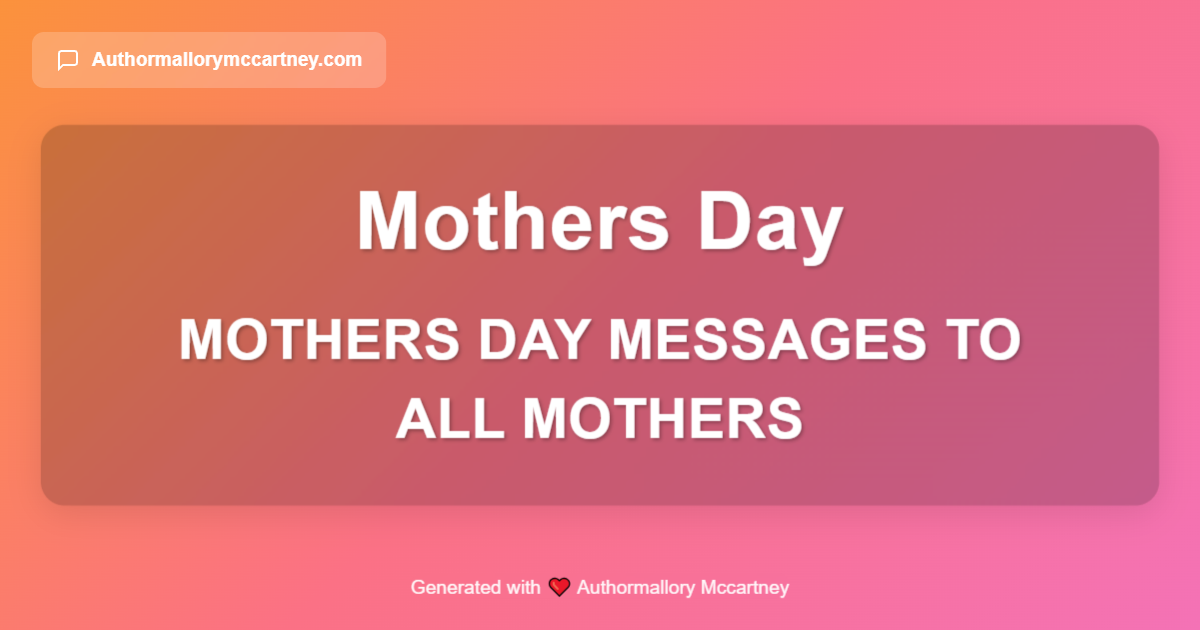 Authormallorymccartney.com
Mothers Day
MOTHERS DAY MESSAGES TO
ALL MOTHERS
Generated with ❤️ Authormallory Mccartney